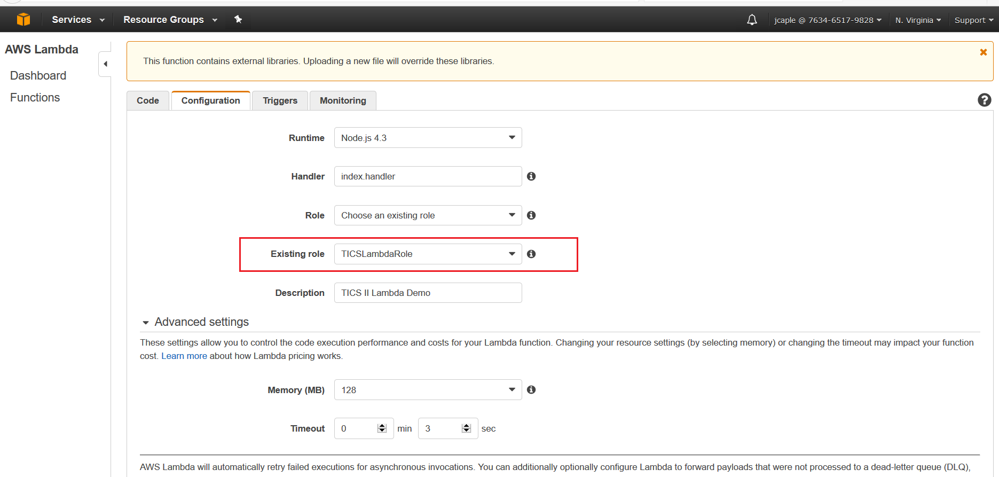 Services Resource Groups jcaple @ 7634-6517-9828 N. Virginia Support
AWS Lambda
Dashboard
Functions
This function contains external libraries. Uploading a new file will override these libraries.
Code Configuration Triggers Monitoring
Runtime Node.js 4.3
Handler index.handler
Role Choose an existing role
Existing role TICSLambdaRole
Description TICS II Lambda Demo
Advanced settings
These settings allow you to control the code execution performance and costs for your Lambda function. Changing your resource settings (by selecting memory) or changing the timeout may impact your function
cost. Learn more about how Lambda pricing works.
Memory (MB) 128
Timeout 0 min 3 sec
AWS Lambda will automatically retry failed executions for asynchronous invocations. You can additionally optionally configure Lambda to forward payloads that were not processed to a dead-letter queue (DLQ),